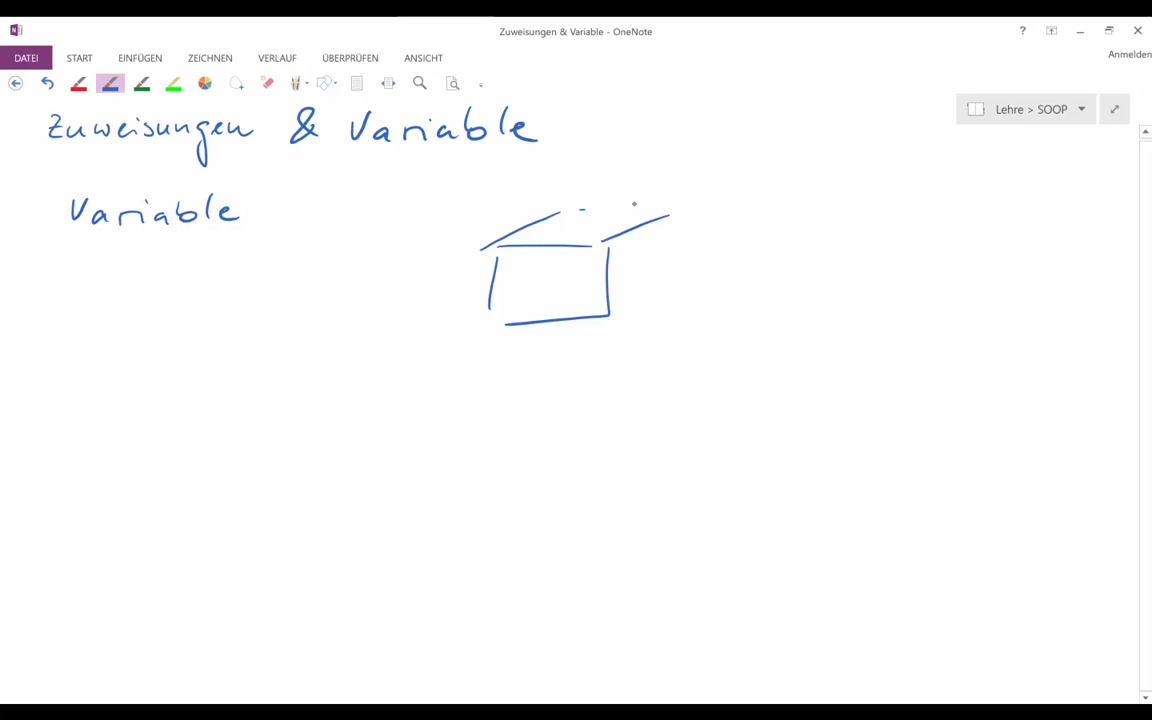 Zuweisungen & Variable - OneNote
?
DATEI START EINFÜGEN ZEICHNEN VERLAUF ÜBERPRÜFEN ANSICHT
Anmelden
Lehre > SOOP
Zuweisungen & Variable
Variable